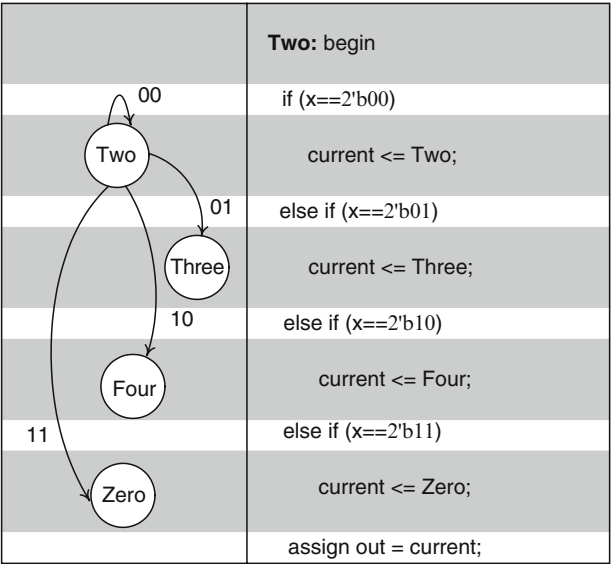 00
Two
01
Three
10
Four
11
Zero
Two: begin
if (x==2'b00)
current <= Two;
else if (x==2'b01)
current <= Three;
else if (x==2'b10)
current <= Four;
else if (x==2'b11)
current <= Zero;
assign out = current;